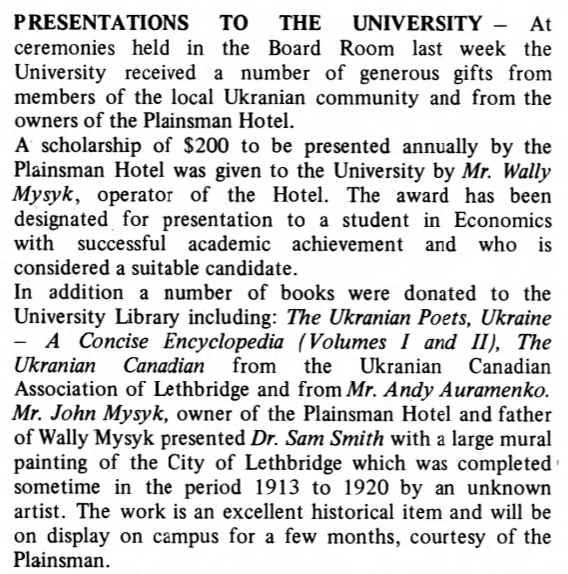 PRESENTATIONS TO THE UNIVERSITY – At
ceremonies held in the Board Room last week the
University received a number of generous gifts from
members of the local Ukranian community and from the
owners of the Plainsman Hotel.
A scholarship of $200 to be presented annually by the
Plainsman Hotel was given to the University by Mr. Wally
Mysyk, operator of the Hotel. The award has been
designated for presentation to a student in Economics
with successful academic achievement and who is
considered a suitable candidate.
In addition a number of books were donated to the
University Library including: The Ukranian Poets, Ukraine
– A Concise Encyclopedia (Volumes I and II), The
Ukranian Canadian from the Ukranian Canadian
Association of Lethbridge and from Mr. Andy Auramenko.
Mr. John Mysyk, owner of the Plainsman Hotel and father
of Wally Mysyk presented Dr. Sam Smith with a large mural
painting of the City of Lethbridge which was completed
sometime in the period 1913 to 1920 by an unknown
artist. The work is an excellent historical item and will be
on display on campus for a few months, courtesy of the
Plainsman.